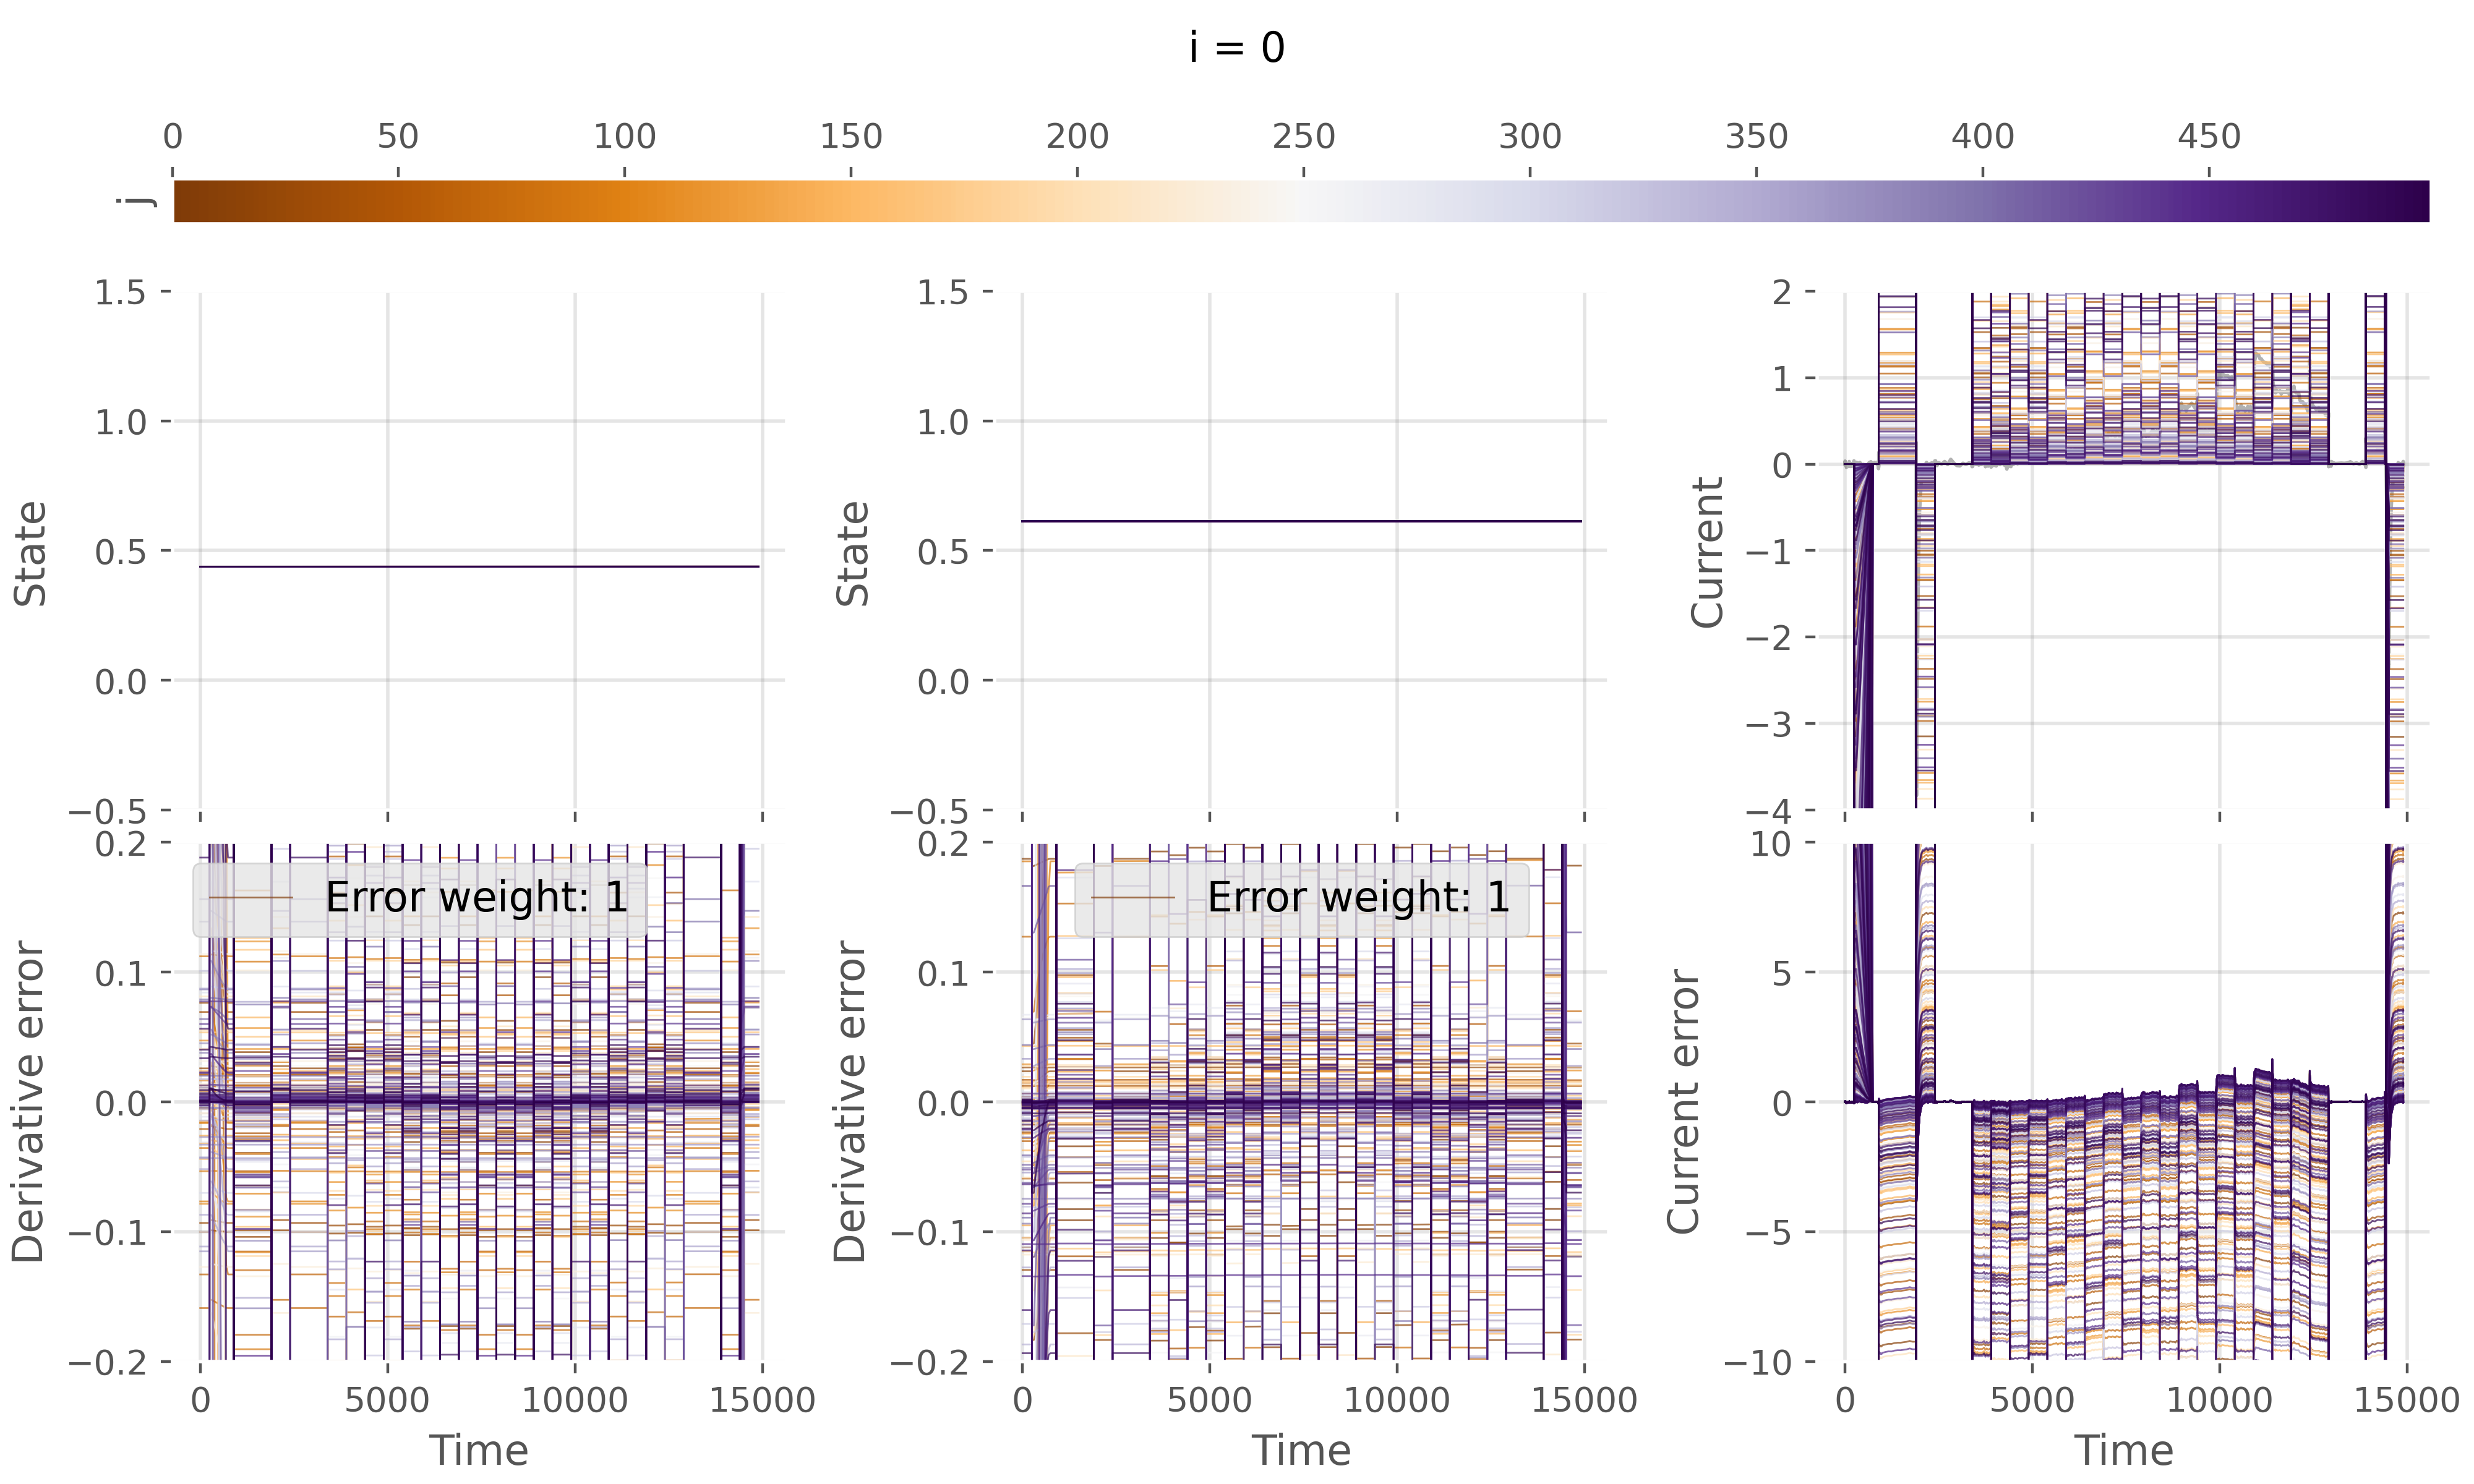 i = 0
0 50 100 150 200 250 300 350 400 450
j
1.5
1.0
0.5
0.0
−0.5
State
1.5
1.0
0.5
0.0
−0.5
State
2
1
0
−1
−2
−3
−4
Current
0.2
0.1
0.0
−0.1
−0.2
Derivative error
Error weight: 1
0 5000 10000 15000
Time
0.2
0.1
0.0
−0.1
−0.2
Derivative error
Error weight: 1
0 5000 10000 15000
Time
10
5
0
−5
−10
Current error
0 5000 10000 15000
Time